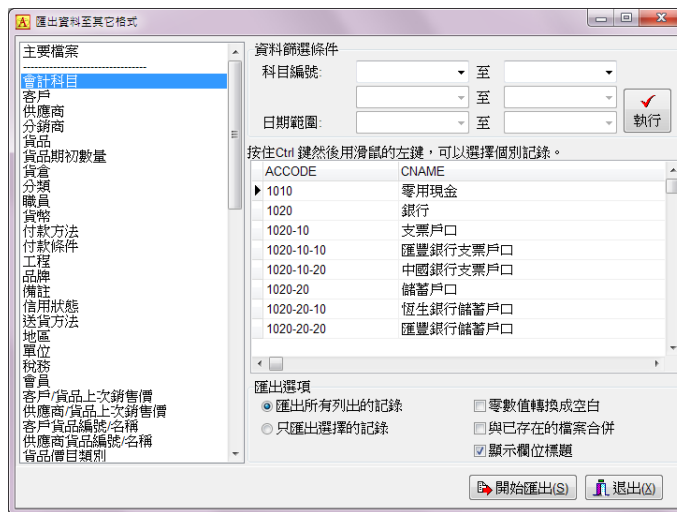 匯出資料至其它格式
主要檔案
--------------------------------
會計科目
客戶
供應商
分銷商
貨品
貨品期初數量
貨倉
分類
職員
貨幣
付款方法
付款條件
工程
品牌
備註
信用狀態
送貨方法
地區
單位
稅務
會員
客戶/貨品上次銷售價
供應商/貨品上次銷售價
客戶貨品編號/名稱
供應商貨品編號/名稱
貨品價目類別
資料篩選條件
科目編號: 至
至
日期範圍: 至
執行
按住Ctrl 鍵然後用滑鼠的左鍵，可以選擇個別記錄。
ACCODE CNAME
1010 零用現金
1020 銀行
1020-10 支票戶口
1020-10-10 匯豐銀行支票戶口
1020-10-20 中國銀行支票戶口
1020-20 儲蓄戶口
1020-20-10 恆生銀行儲蓄戶口
1020-20-20 匯豐銀行儲蓄戶口
匯出選項
匯出所有列出的記錄 零數值轉換成空白
只匯出選擇的記錄 與已存在的檔案合併
顯示欄位標題
開始匯出(S) 退出(X)